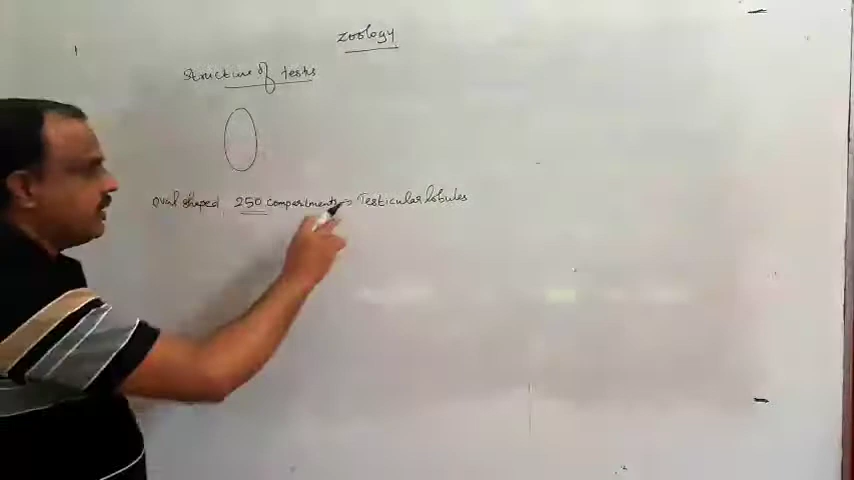 Zoology
Structure of testis
Oval shaped 250 compartments → Testicular lobules